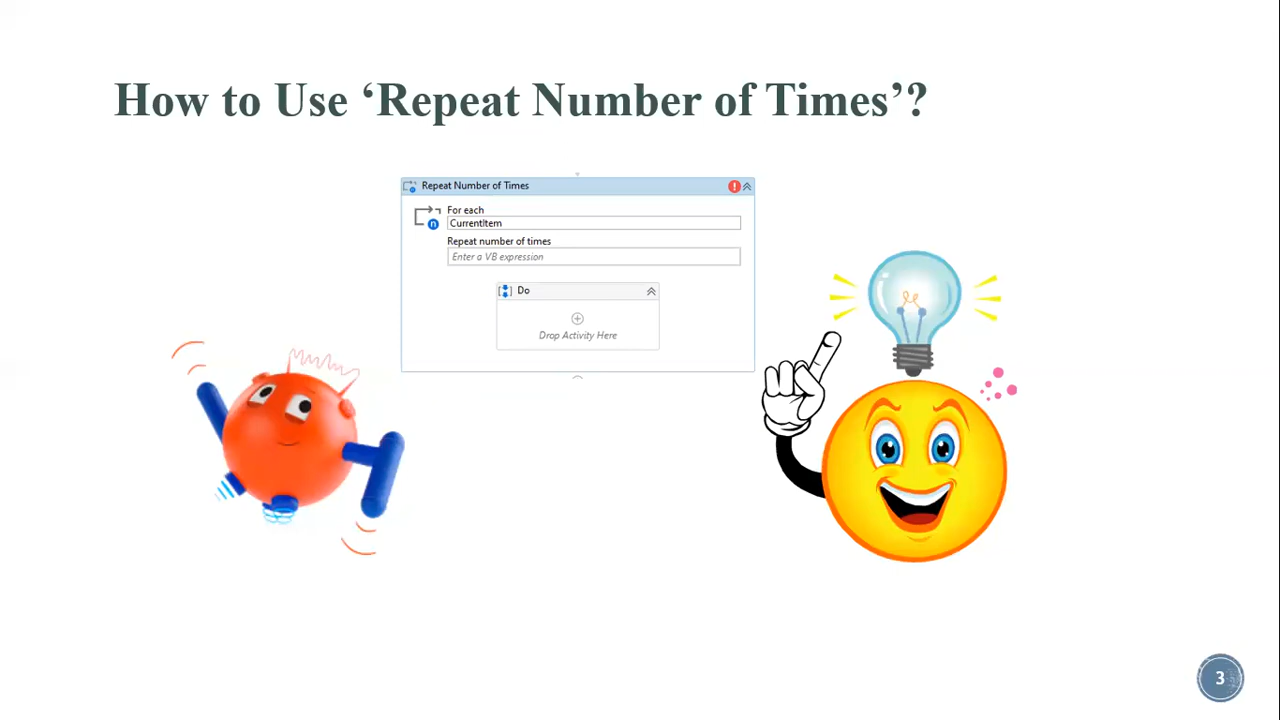 How to Use ‘Repeat Number of Times’?
Repeat Number of Times
For each
CurrentItem
Repeat number of times
Enter a VB expression
Do
Drop Activity Here
n
3